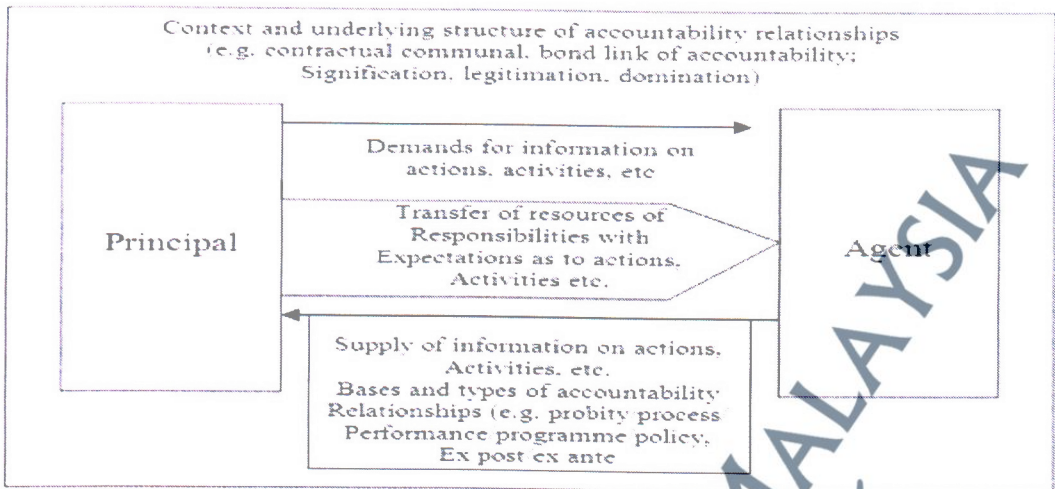 Context and underlying structure of accountability relationships
(e.g. contractual communal, bond link of accountability;
Signification, legitimation, domination)
Demands for information on
actions, activities, etc
Principal
Transfer of resources of
Responsibilities with
Expectations as to actions,
Activities etc.
Agent
Supply of information on actions,
Activities, etc.
Bases and types of accountability
Relationships (e.g. probity process
Performance programme policy,
Ex post ex ante
MALAYSIA